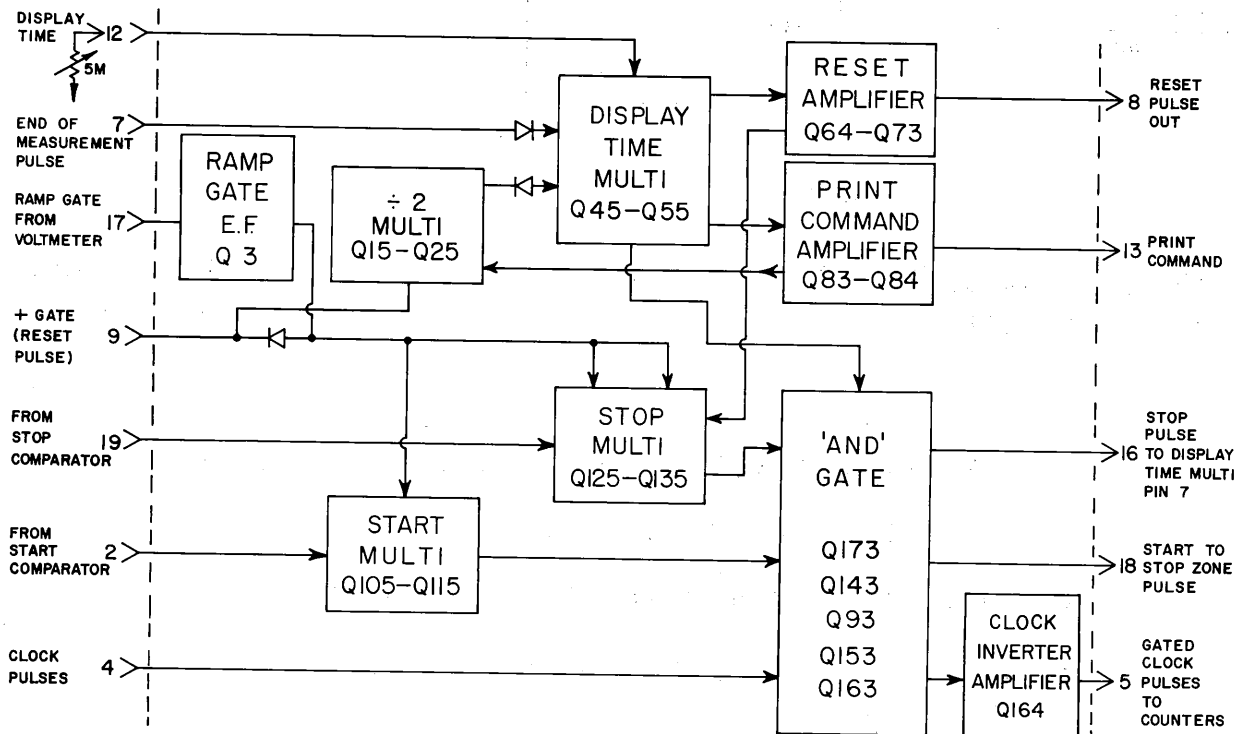 DISPLAY
TIME
12
5M
END OF
MEASUREMENT
PULSE
7
RAMP GATE
FROM
VOLTMETER
17
+ GATE
(RESET
PULSE)
9
FROM
STOP
COMPARATOR
19
FROM
START
COMPARATOR
2
CLOCK
PULSES
4
RAMP
GATE
E.F.
Q 3
÷ 2
MULTI
Q15–Q25
DISPLAY
TIME
MULTI
Q45–Q55
RESET
AMPLIFIER
Q64–Q73
PRINT
COMMAND
AMPLIFIER
Q83–Q84
STOP
MULTI
Q125–Q135
START
MULTI
Q105–Q115
'AND'
GATE
Q173
Q143
Q93
Q153
Q163
CLOCK
INVERTER
AMPLIFIER
Q164
8
RESET
PULSE
OUT
13
PRINT
COMMAND
16
STOP
PULSE
TO DISPLAY
TIME MULTI
PIN 7
18
START TO
STOP ZONE
PULSE
5
GATED
CLOCK
PULSES
TO
COUNTERS